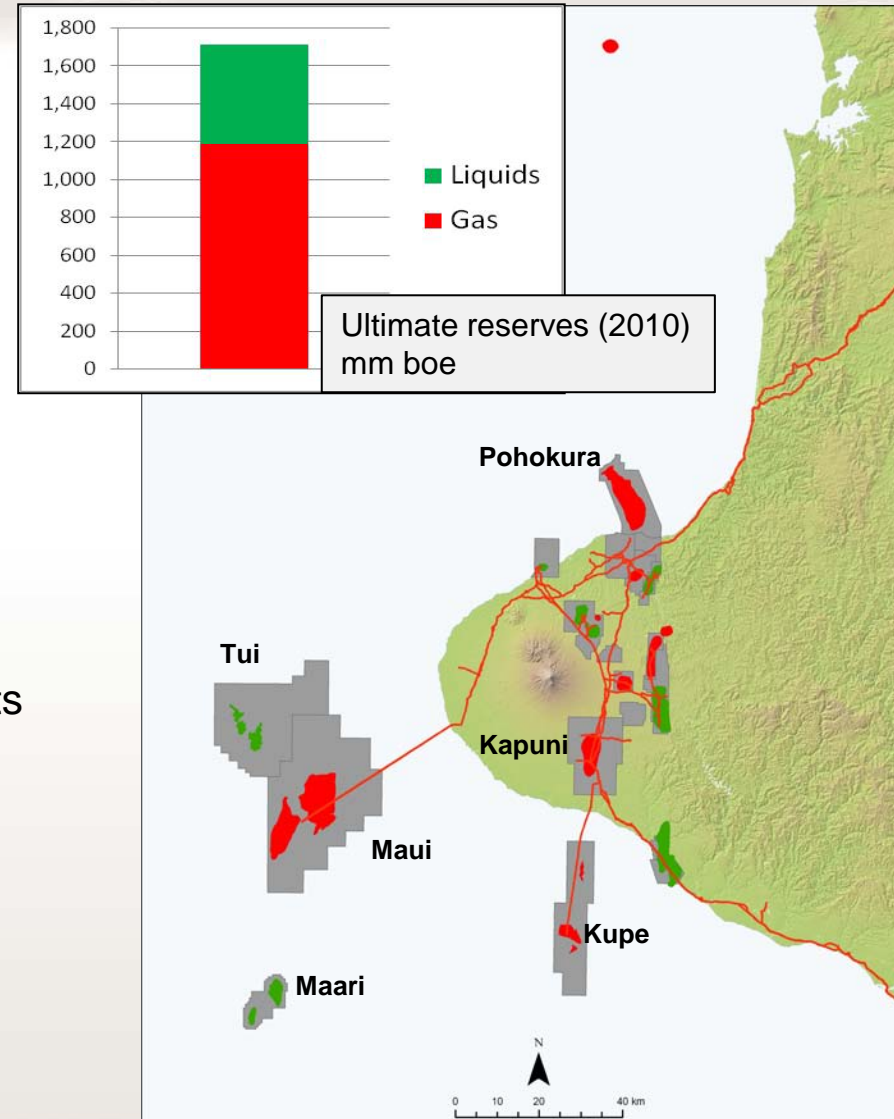 1,800
1,600
1,400
1,200
1,000
800
600
400
200
0
Liquids
Gas
Ultimate reserves (2010)
mm boe
Pohokura
Tui
ts
Kapuni
Maui
Kupe
Maari
N
0 10 20 40 km